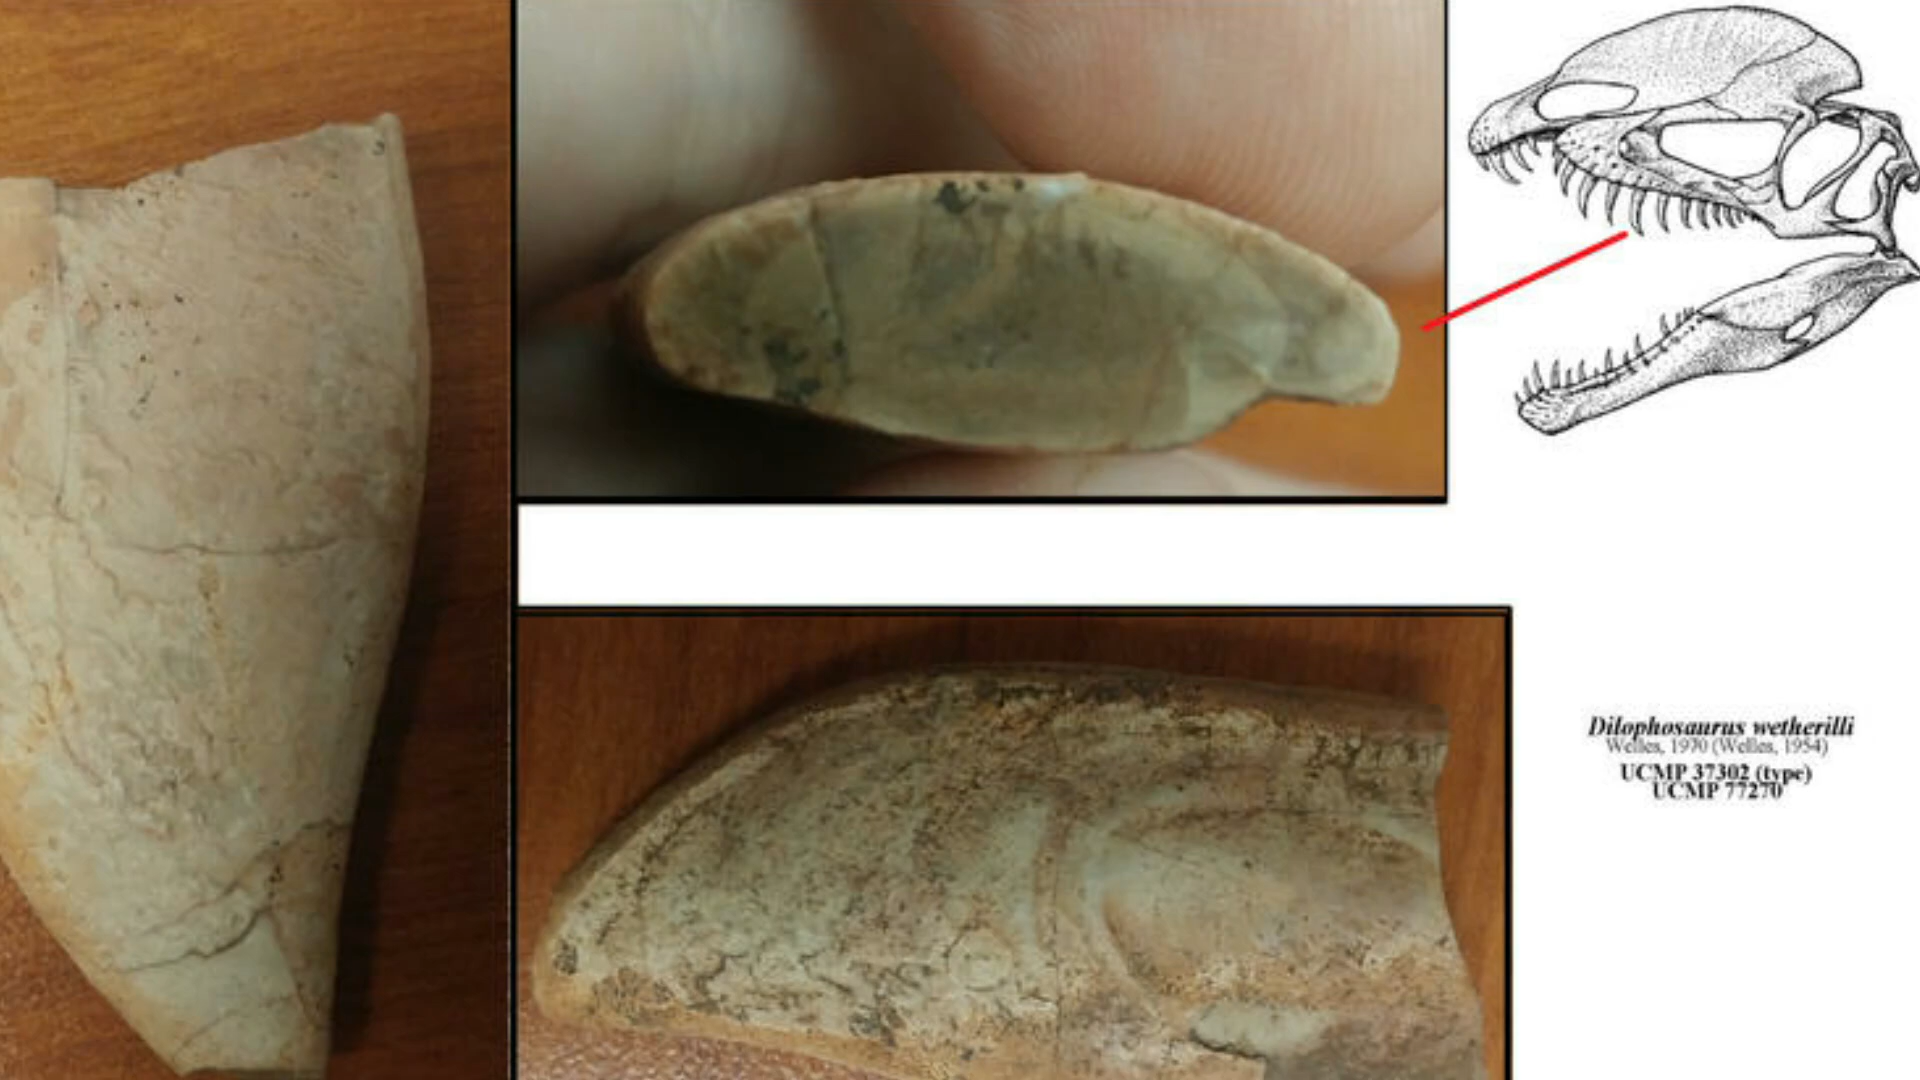 Dilophosaurus wetherilli
Welles, 1970 (Welles, 1954)
UCMP 37302 (type)
UCMP 77270